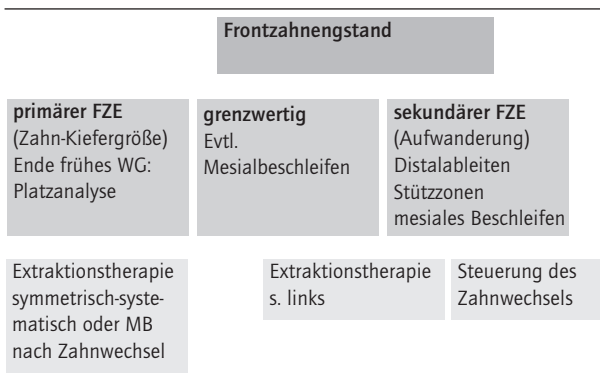 Frontzahnengstand
primärer FZE
(Zahn-Kiefergröße)
Ende frühes WG:
Platzanalyse
grenzwertig
Evtl.
Mesialbeschleifen
sekundärer FZE
(Aufwanderung)
Distalableiten
Stützzonen
mesiales Beschleifen
Extraktionstherapie
symmetrisch-syste-
matisch oder MB
nach Zahnwechsel
Extraktionstherapie
s. links
Steuerung des
Zahnwechsels